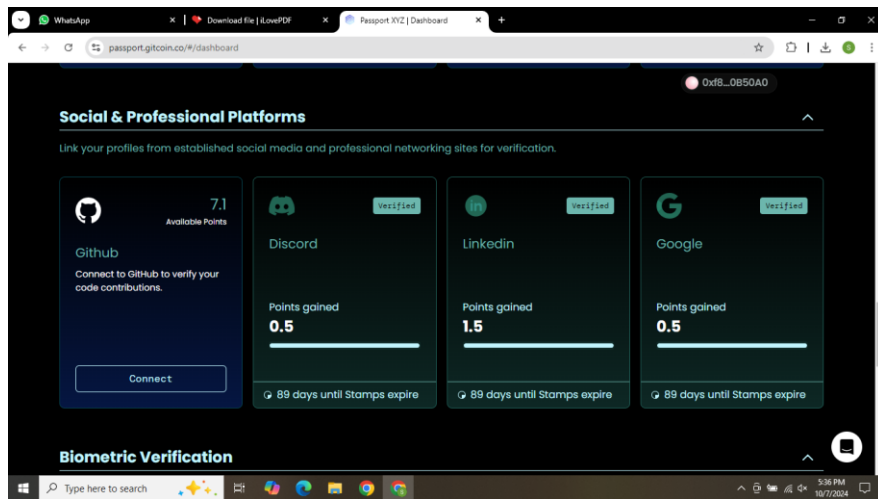 WhatsApp
Download file | iLovePDF
Passport XYZ | Dashboard
passport.gitcoin.co/#/dashboard
S
0xf8...0B50A0
Social & Professional Platforms
Link your profiles from established social media and professional networking sites for verification.
7.1
Available Points
Github
Connect to GitHub to verify your
code contributions.
Connect
Verified
Discord
Points gained
0.5
89 days until Stamps expire
in
Verified
Linkedin
Points gained
1.5
89 days until Stamps expire
G
Verified
Google
Points gained
0.5
89 days until Stamps expire
Biometric Verification
Type here to search
5:36 PM
10/7/2024